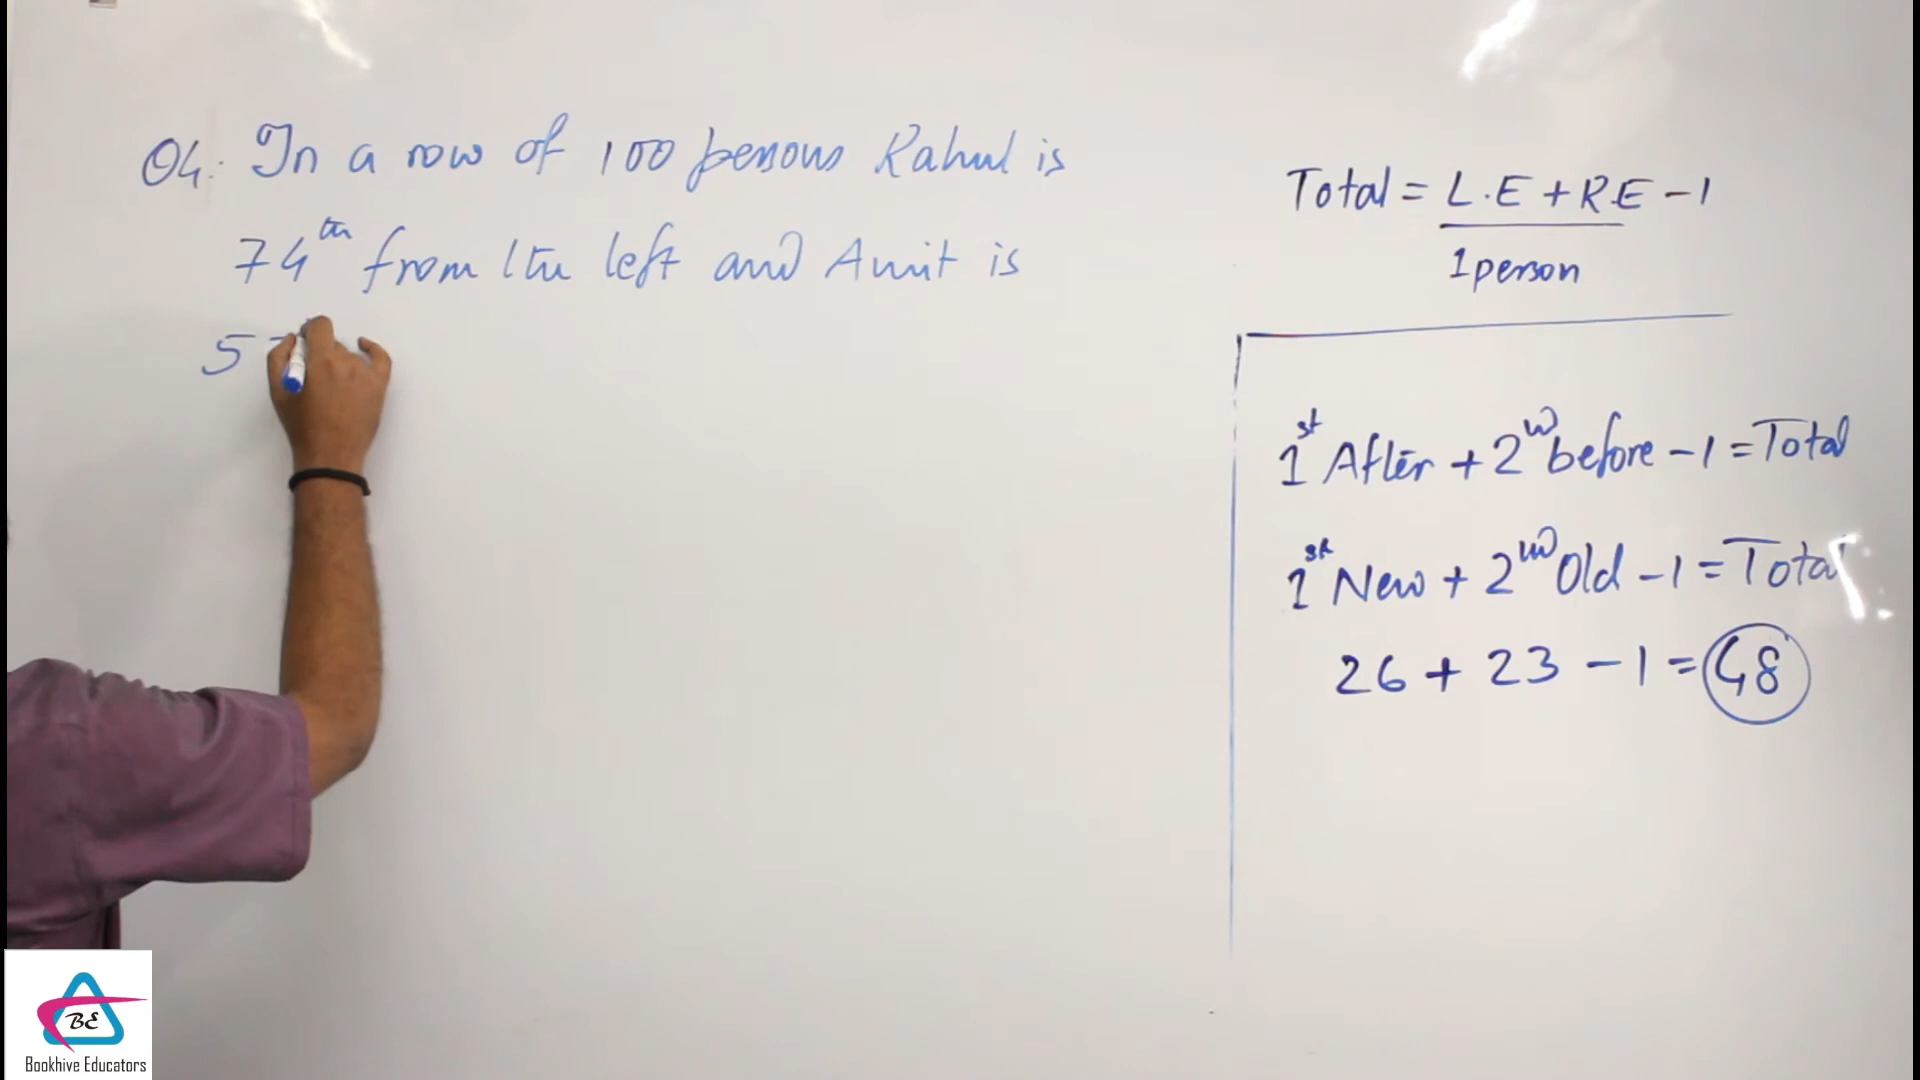 Q4. In a row of 100 persons Rahul is
74th from the left and Amit is
5
Total = L.E + R.E - 1
1 person
1st After + 2nd before - 1 = Total
1st New + 2nd Old - 1 = Total
26 + 23 - 1 = 48
BE
Bookhive Educators